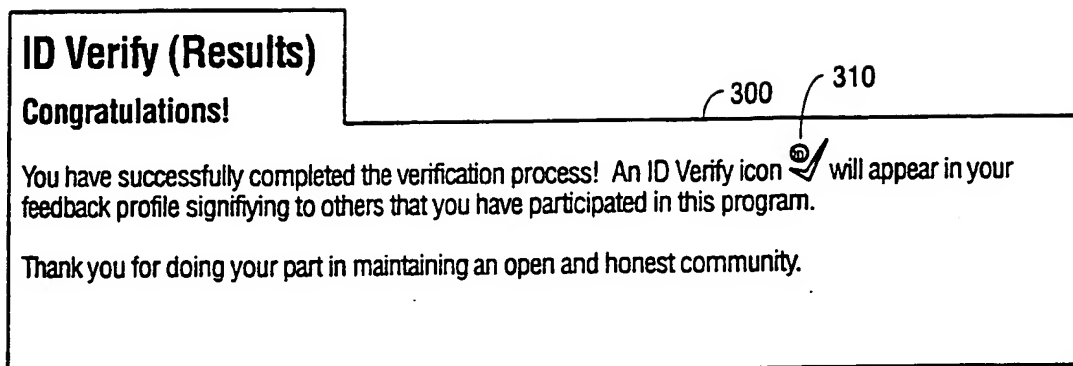 ID Verify (Results)
Congratulations!
300
310
You have successfully completed the verification process! An ID Verify icon will appear in your
feedback profile signifiying to others that you have participated in this program.
Thank you for doing your part in maintaining an open and honest community.